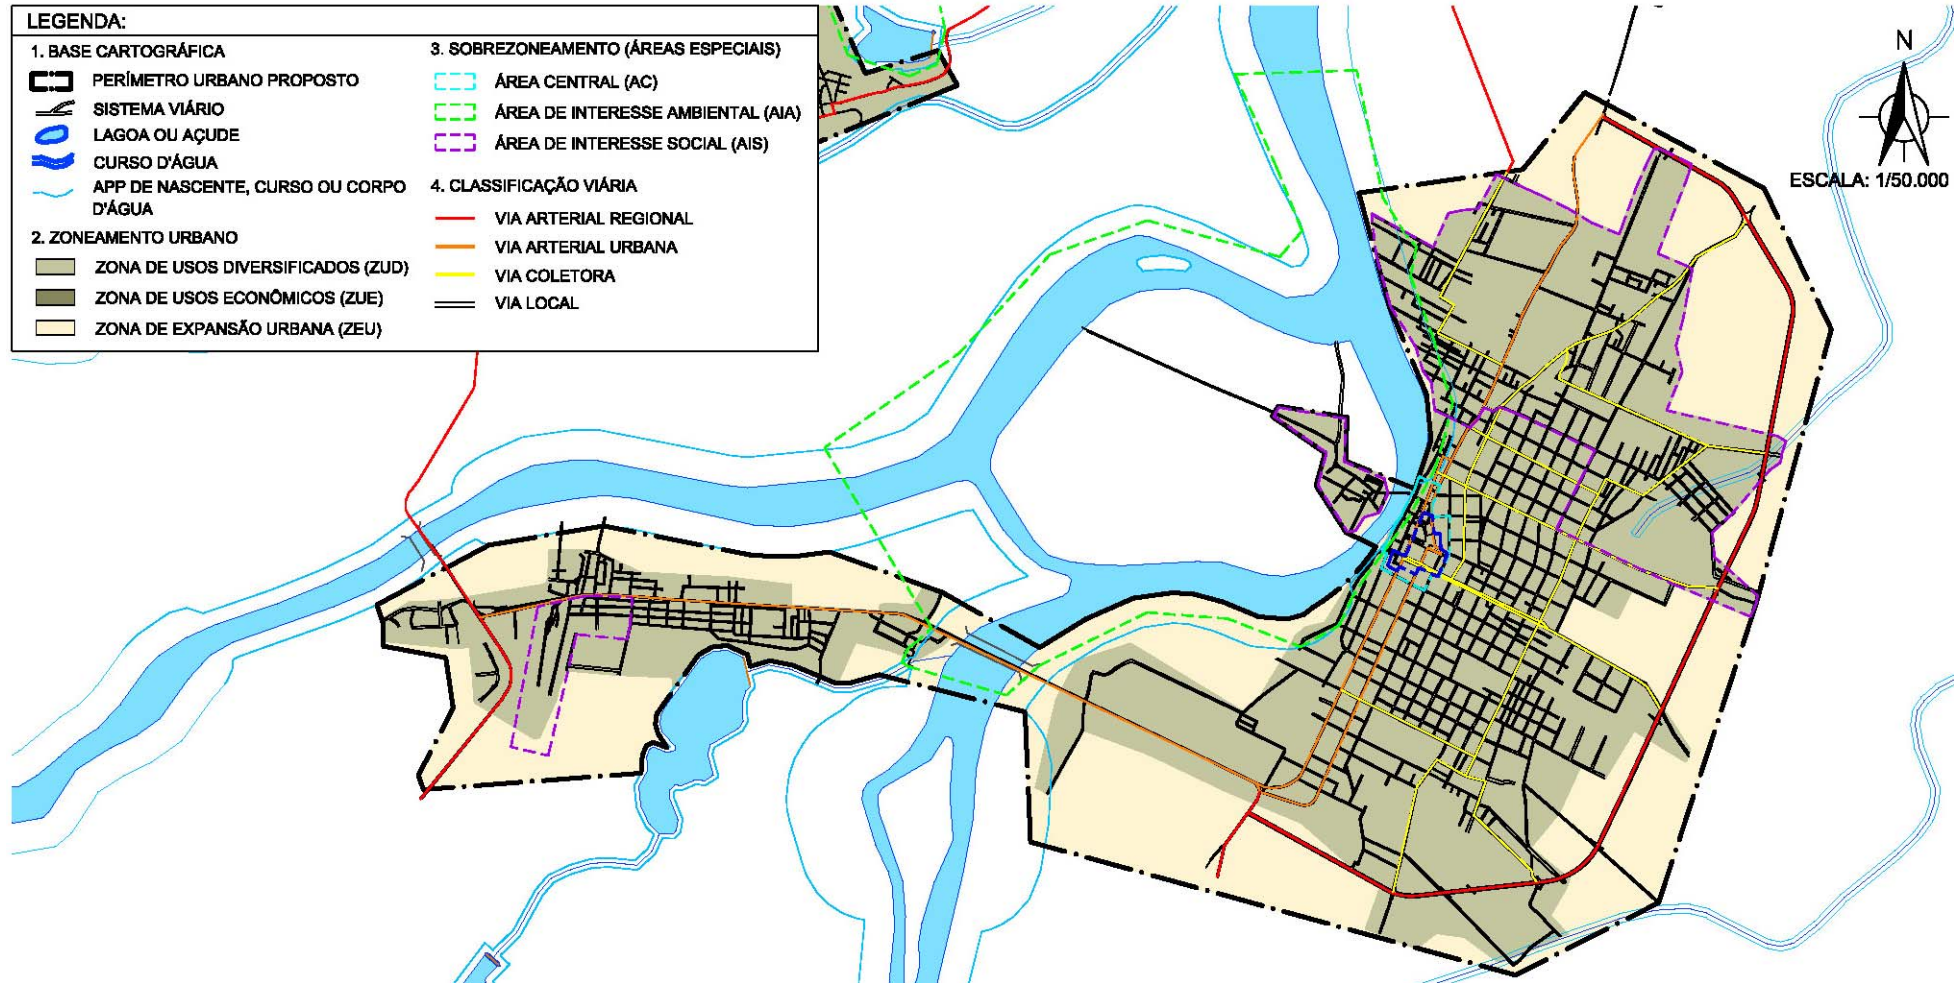 LEGENDA:
1. BASE CARTOGRÁFICA
PERÍMETRO URBANO PROPOSTO
SISTEMA VIÁRIO
LAGOA OU AÇUDE
CURSO D'ÁGUA
APP DE NASCENTE, CURSO OU CORPO
D'ÁGUA
2. ZONEAMENTO URBANO
ZONA DE USOS DIVERSIFICADOS (ZUD)
ZONA DE USOS ECONÔMICOS (ZUE)
ZONA DE EXPANSÃO URBANA (ZEU)
3. SOBREZONEAMENTO (ÁREAS ESPECIAIS)
ÁREA CENTRAL (AC)
ÁREA DE INTERESSE AMBIENTAL (AIA)
ÁREA DE INTERESSE SOCIAL (AIS)
4. CLASSIFICAÇÃO VIÁRIA
VIA ARTERIAL REGIONAL
VIA ARTERIAL URBANA
VIA COLETORA
VIA LOCAL
N
ESCALA: 1/50.000